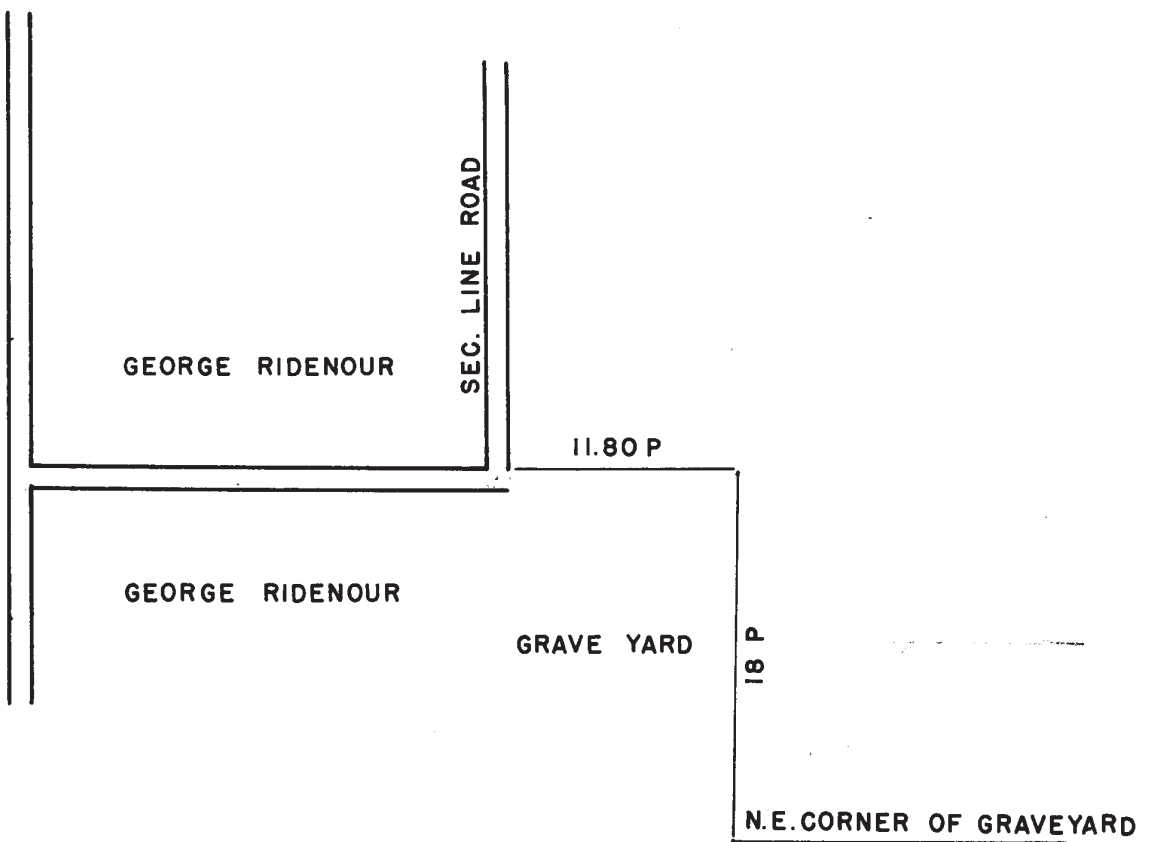 SEC. LINE ROAD
GEORGE RIDENOUR
11.80 P
GEORGE RIDENOUR
GRAVE YARD
18 P
N.E. CORNER OF GRAVEYARD